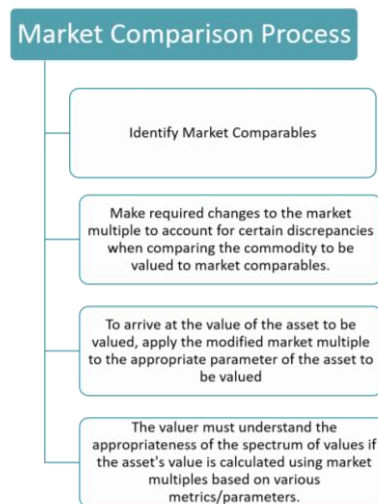 Market Comparison Process
Identify Market Comparables
Make required changes to the market
multiple to account for certain discrepancies
when comparing the commodity to be
valued to market comparables.
To arrive at the value of the asset to be
valued, apply the modified market multiple
to the appropriate parameter of the asset to
be valued
The valuer must understand the
appropriateness of the spectrum of values if
the asset's value is calculated using market
multiples based on various
metrics/parameters.